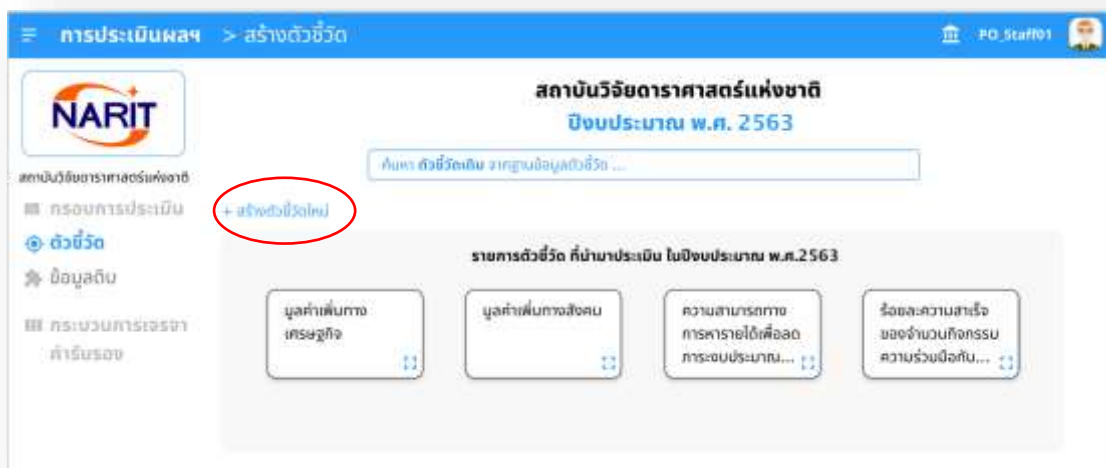 การประเมินผลฯ > สร้างตัวชี้วัด
PO_Staff01
NARIT
สถาบันวิจัยดาราศาสตร์แห่งชาติ
กรอบการประเมิน
ตัวชี้วัด
ข้อมูลดิบ
กระบวนการเจรจา
คำรับรอง
สถาบันวิจัยดาราศาสตร์แห่งชาติ
ปีงบประมาณ พ.ศ. 2563
ค้นหา ตัวชี้วัดเดิม จากฐานข้อมูลตัวชี้วัด ...
+ สร้างตัวชี้วัดใหม่
รายการตัวชี้วัด ที่นำมาประเมิน ในปีงบประมาณ พ.ศ.2563
มูลค่าเพิ่มทาง
เศรษฐกิจ
มูลค่าเพิ่มทางสังคม
ความสามารถทาง
การหารายได้เพื่อลด
ภาระงบประมาณ...
ร้อยละความสำเร็จ
ของจำนวนกิจกรรม
ความร่วมมือกับ...